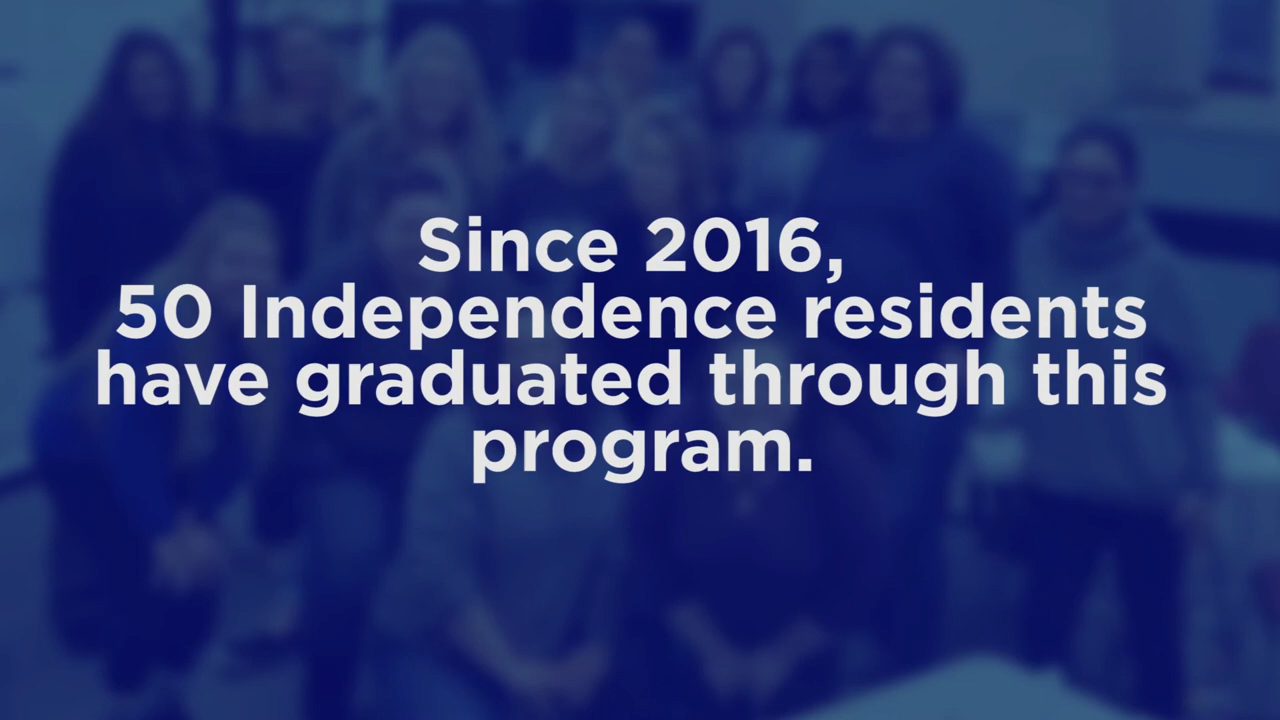 Since 2016,
50 Independence residents
have graduated through this
program.